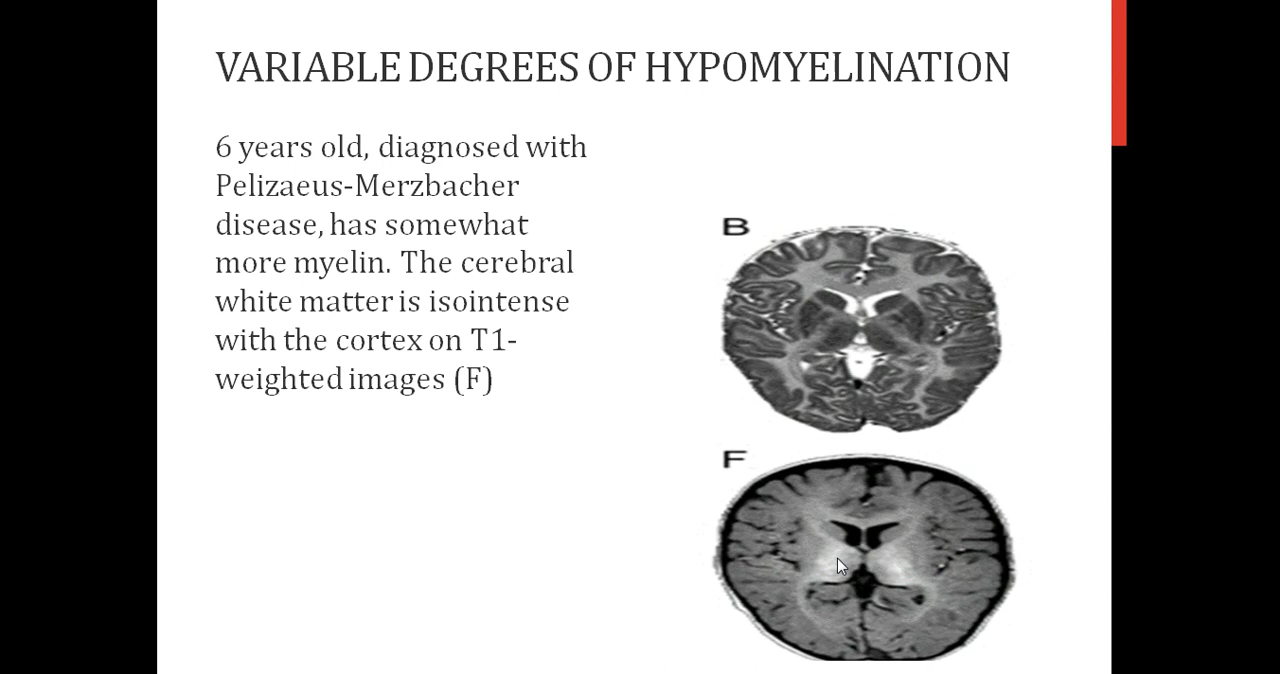 VARIABLE DEGREES OF HYPOMYELINATION
6 years old, diagnosed with
Pelizaeus-Merzbacher
disease, has somewhat
more myelin. The cerebral
white matter is isointense
with the cortex on T1-
weighted images (F)
B
F